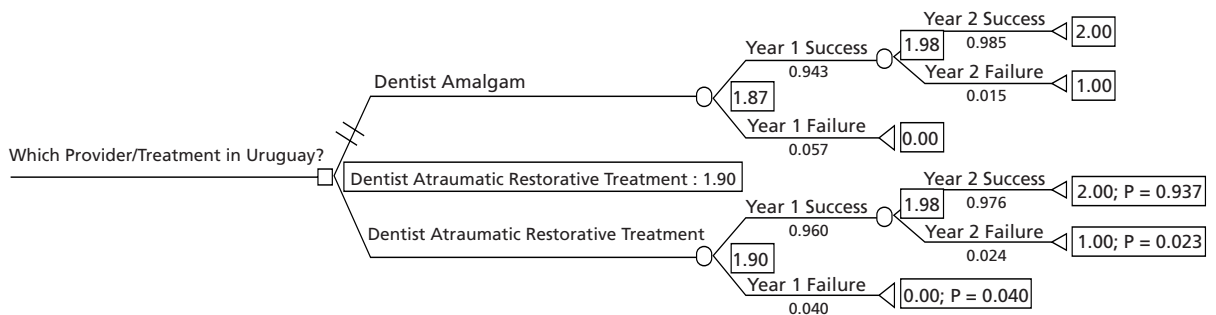 Year 2 Success
0.985
2.00
1.98
Year 1 Success
0.943
Year 2 Failure
0.015
1.00
Dentist Amalgam
1.87
Year 1 Failure
0.057
0.00
Which Provider/Treatment in Uruguay?
Dentist Atraumatic Restorative Treatment : 1.90
Year 2 Success
0.976
2.00; P = 0.937
1.98
Year 1 Success
0.960
Year 2 Failure
0.024
1.00; P = 0.023
Dentist Atraumatic Restorative Treatment
1.90
Year 1 Failure
0.040
0.00; P = 0.040